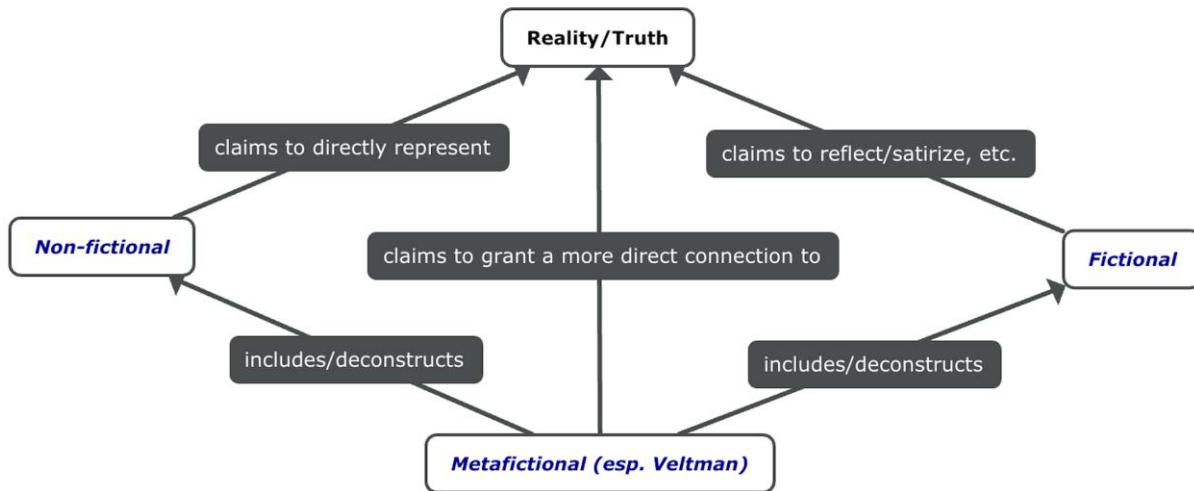 Reality/Truth
claims to directly represent
claims to reflect/satirize, etc.
Non-fictional
claims to grant a more direct connection to
Fictional
includes/deconstructs
includes/deconstructs
Metafictional (esp. Veltman)